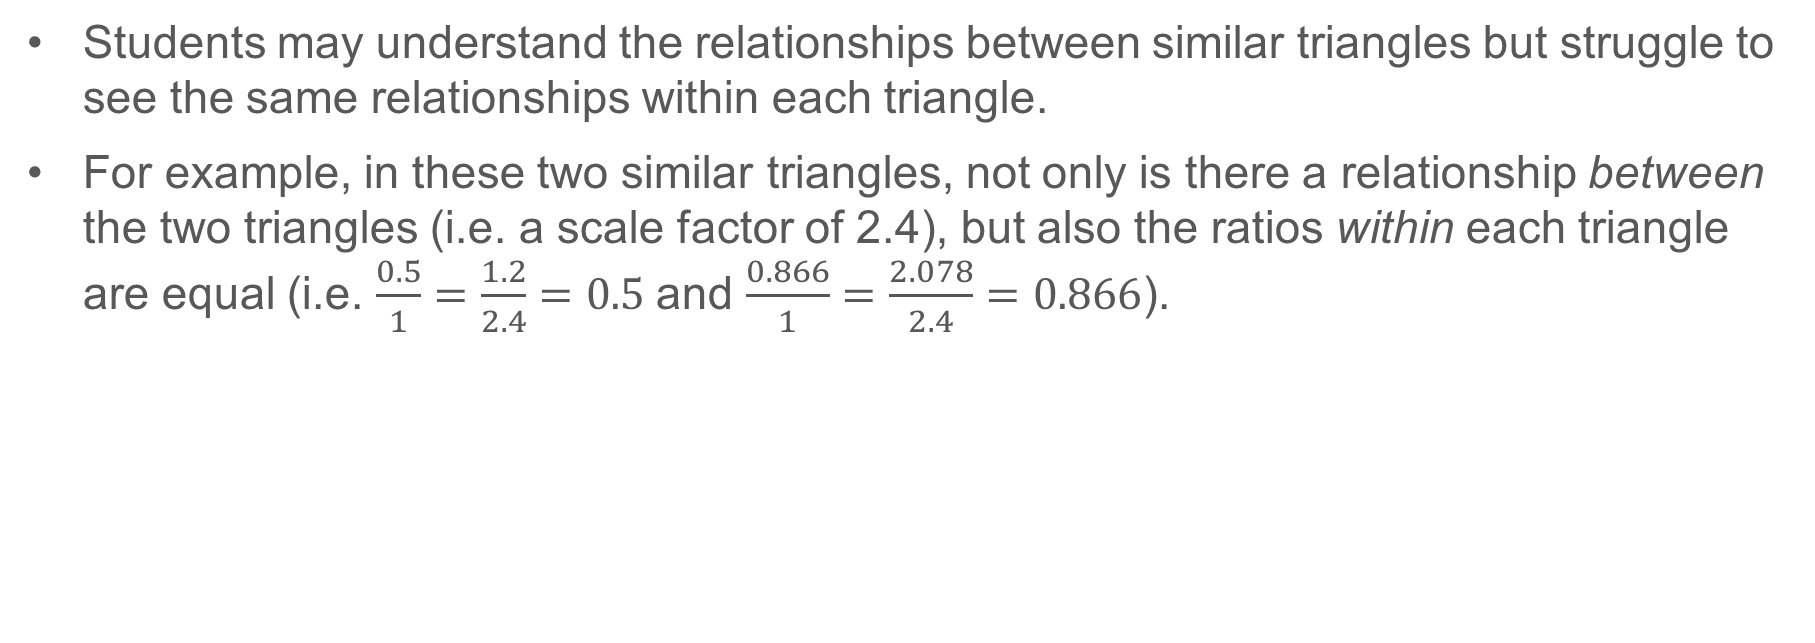 • Students may understand the relationships between similar triangles but struggle to
see the same relationships within each triangle.
• For example, in these two similar triangles, not only is there a relationship between
the two triangles (i.e. a scale factor of 2.4), but also the ratios within each triangle
are equal (i.e. 0.5/1 = 1.2/2.4 = 0.5 and 0.866/1 = 2.078/2.4 = 0.866).